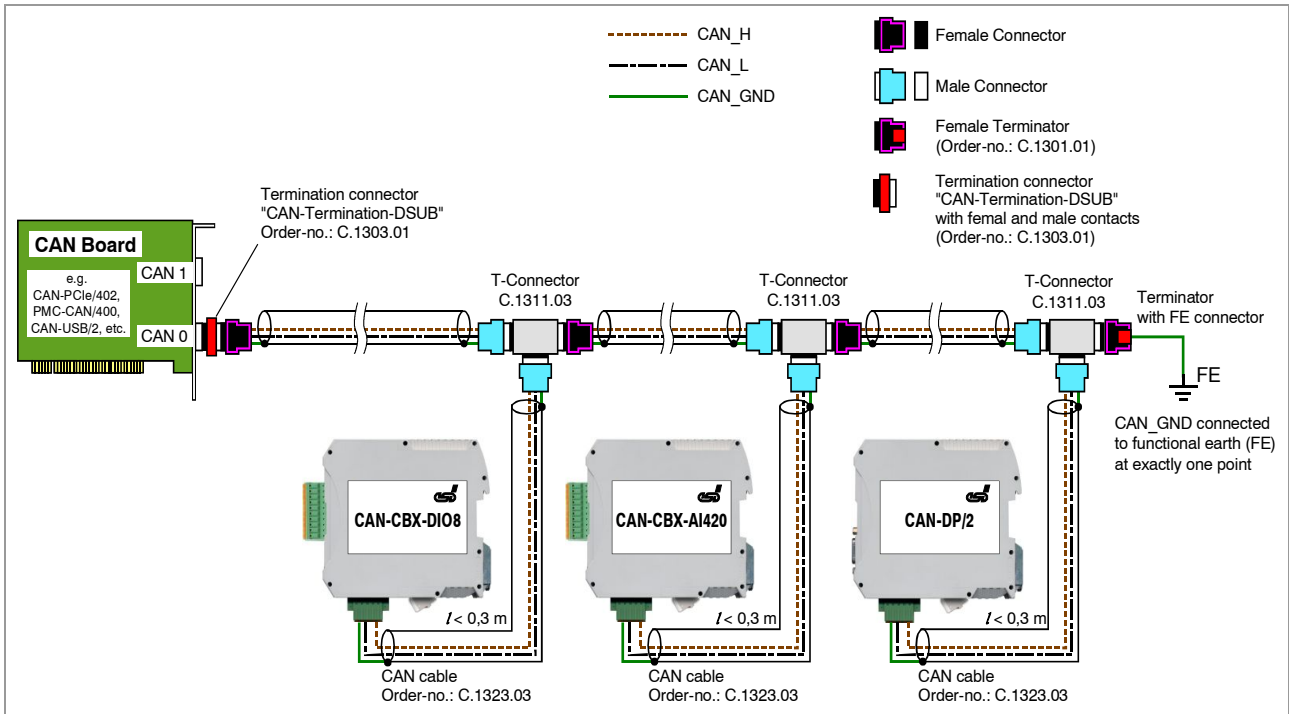 CAN_H
CAN_L
CAN_GND
Female Connector
Male Connector
Female Terminator
(Order-no.: C.1301.01)
Termination connector
"CAN-Termination-DSUB"
with femal and male contacts
(Order-no.: C.1303.01)
Termination connector
"CAN-Termination-DSUB"
Order-no.: C.1303.01
CAN Board
e.g.
CAN-PCIe/402,
PMC-CAN/400,
CAN-USB/2, etc.
CAN 1
CAN 0
T-Connector
C.1311.03
T-Connector
C.1311.03
T-Connector
C.1311.03
Terminator
with FE connector
FE
CAN_GND connected
to functional earth (FE)
at exactly one point
esd
CAN-CBX-DIO8
esd
CAN-CBX-AI420
esd
CAN-DP/2
l < 0,3 m
l < 0,3 m
l < 0,3 m
CAN cable
Order-no.: C.1323.03
CAN cable
Order-no.: C.1323.03
CAN cable
Order-no.: C.1323.03